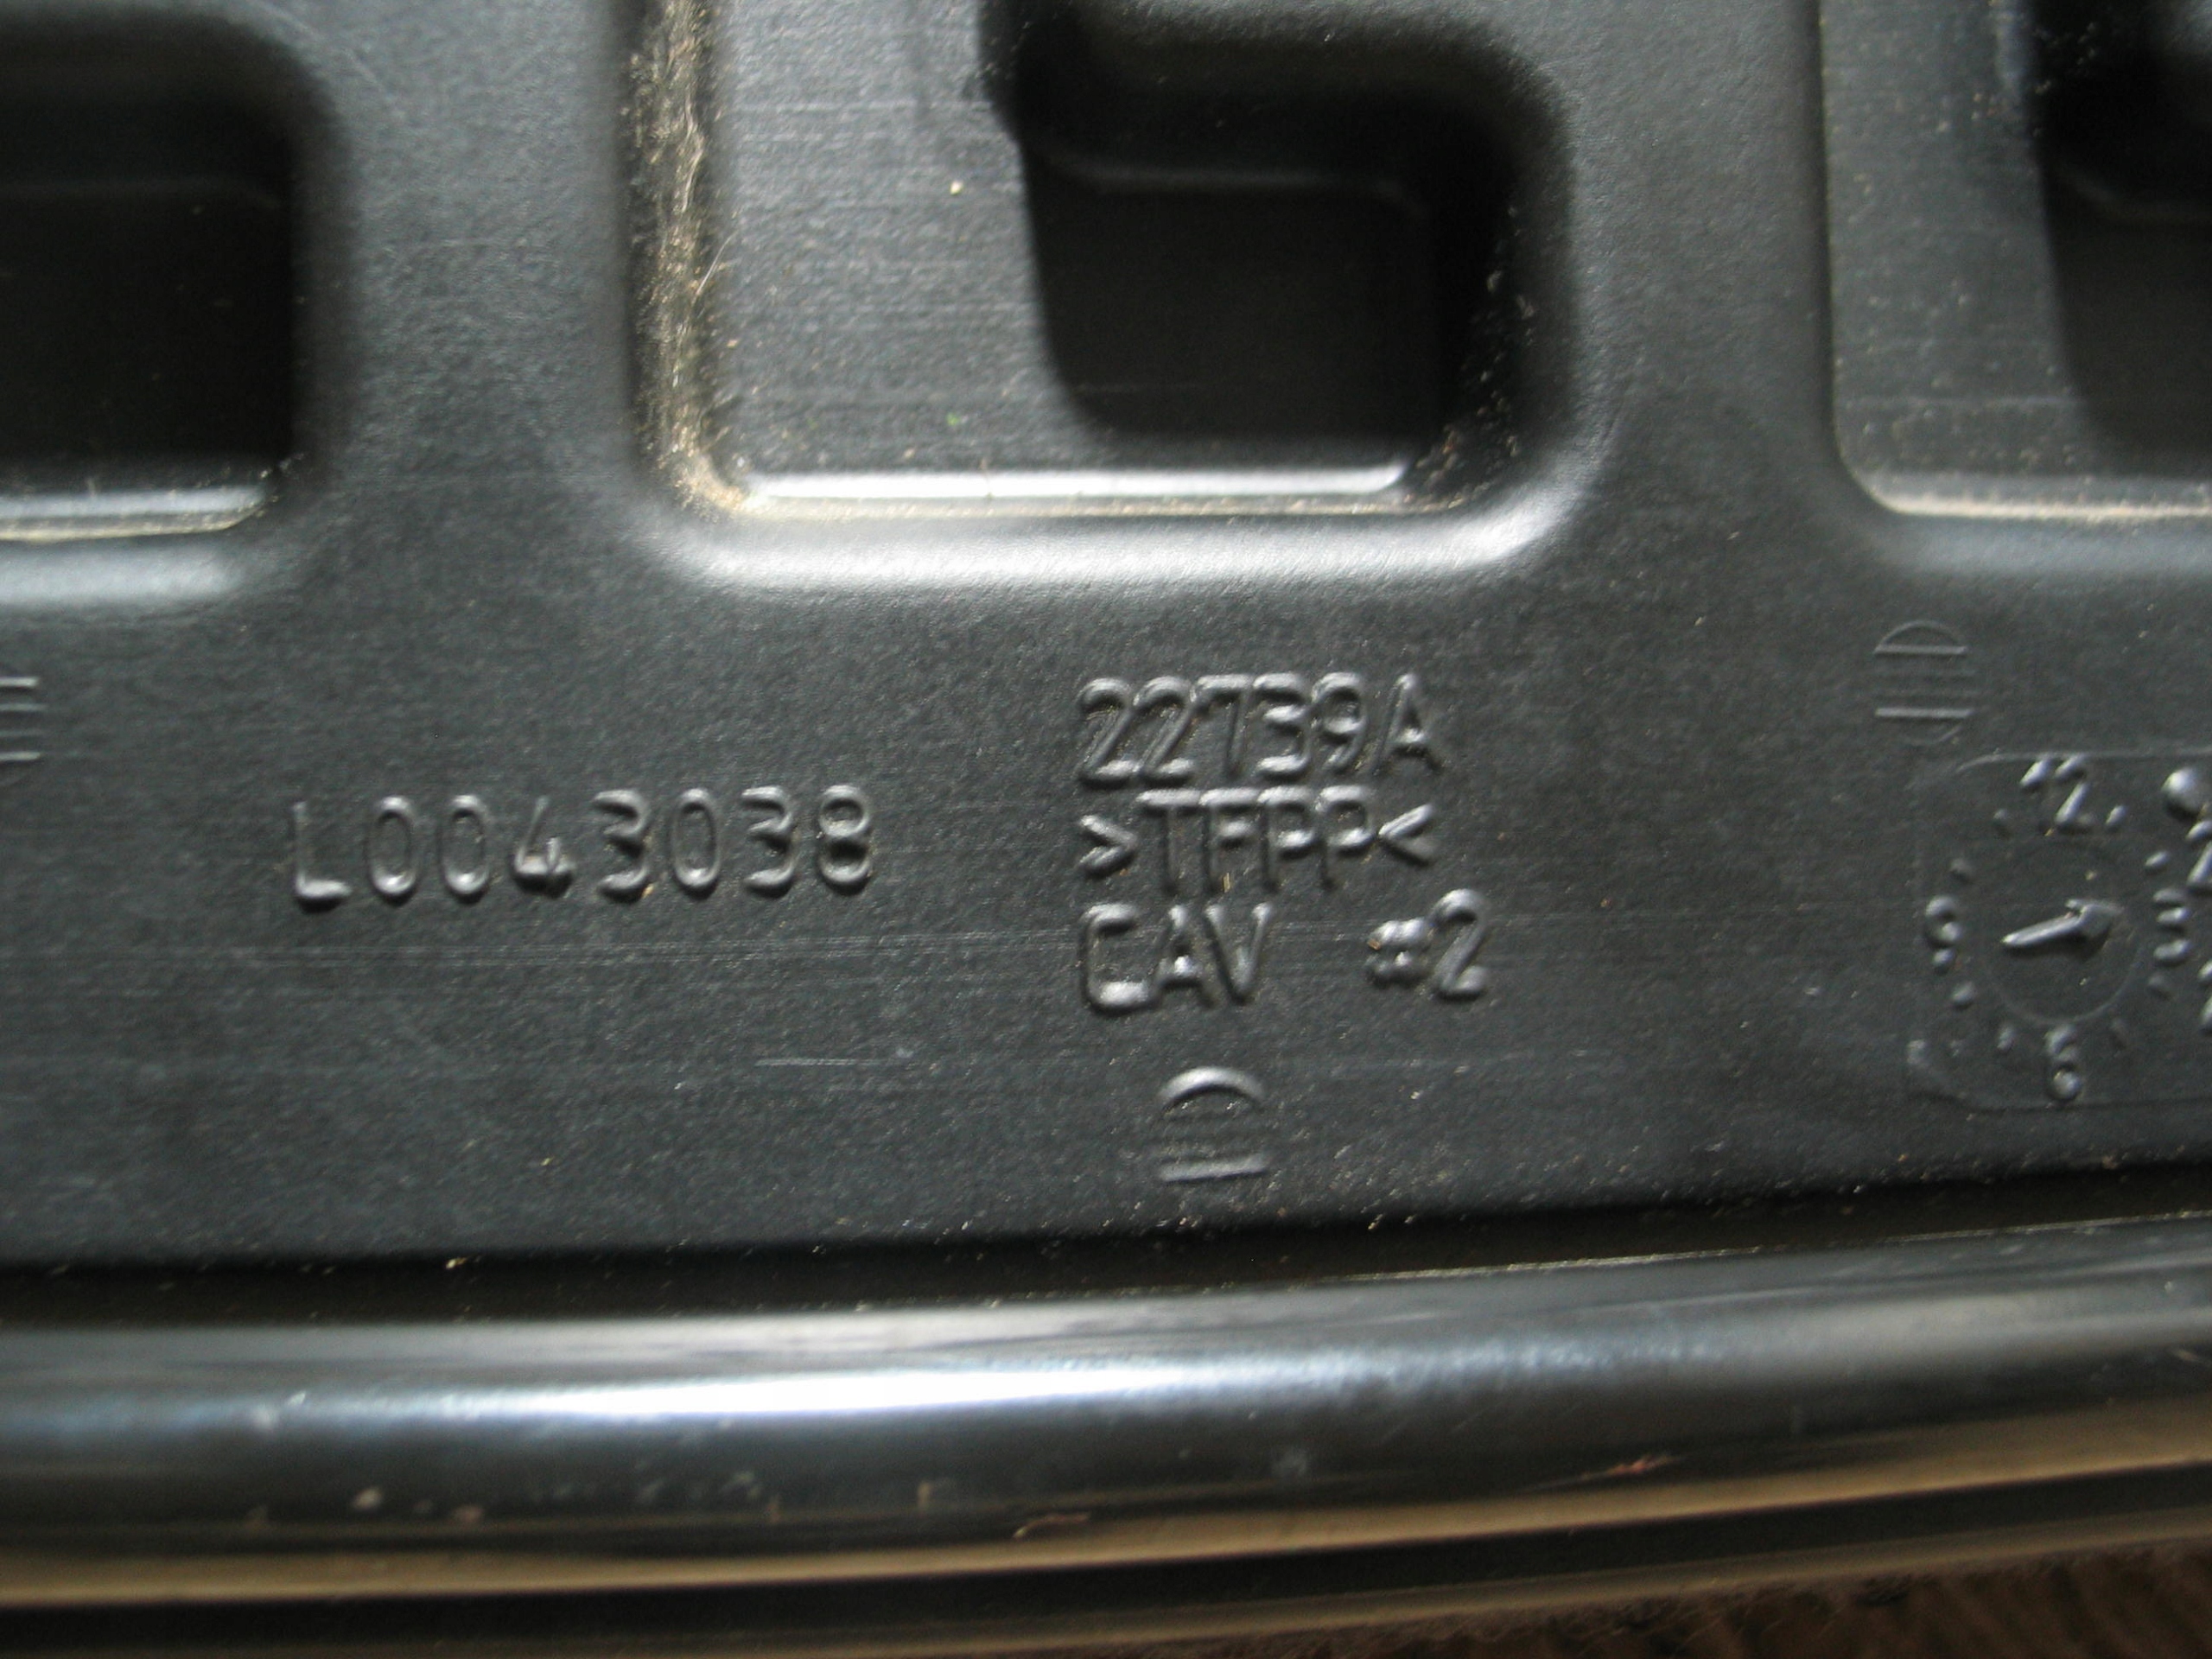 L0043038
22739A
>TFPP<
CAV #2
12
9
3
6